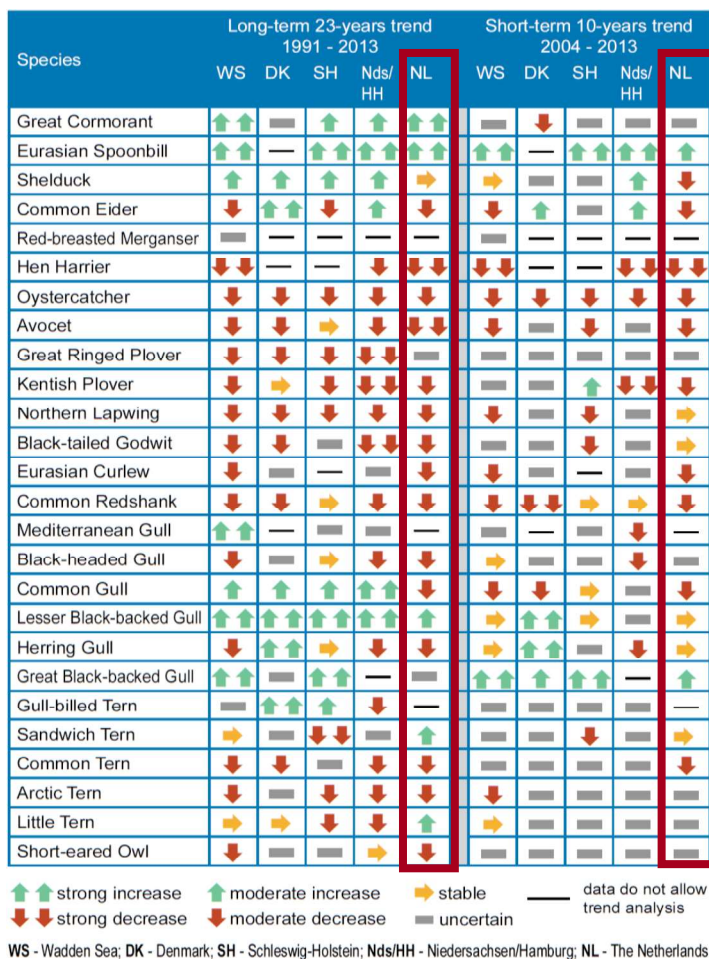 Species
Long-term 23-years trend
1991 - 2013
Short-term 10-years trend
2004 - 2013
WS DK SH Nds/ NL WS DK SH Nds/ NL
HH HH
Great Cormorant
Eurasian Spoonbill
Shelduck
Common Eider
Red-breasted Merganser
Hen Harrier
Oystercatcher
Avocet
Great Ringed Plover
Kentish Plover
Northern Lapwing
Black-tailed Godwit
Eurasian Curlew
Common Redshank
Mediterranean Gull
Black-headed Gull
Common Gull
Lesser Black-backed Gull
Herring Gull
Great Black-backed Gull
Gull-billed Tern
Sandwich Tern
Common Tern
Arctic Tern
Little Tern
Short-eared Owl
strong increase moderate increase stable data do not allow
trend analysis
strong decrease moderate decrease uncertain
WS - Wadden Sea; DK - Denmark; SH - Schleswig-Holstein; Nds/HH - Niedersachsen/Hamburg; NL - The Netherlands